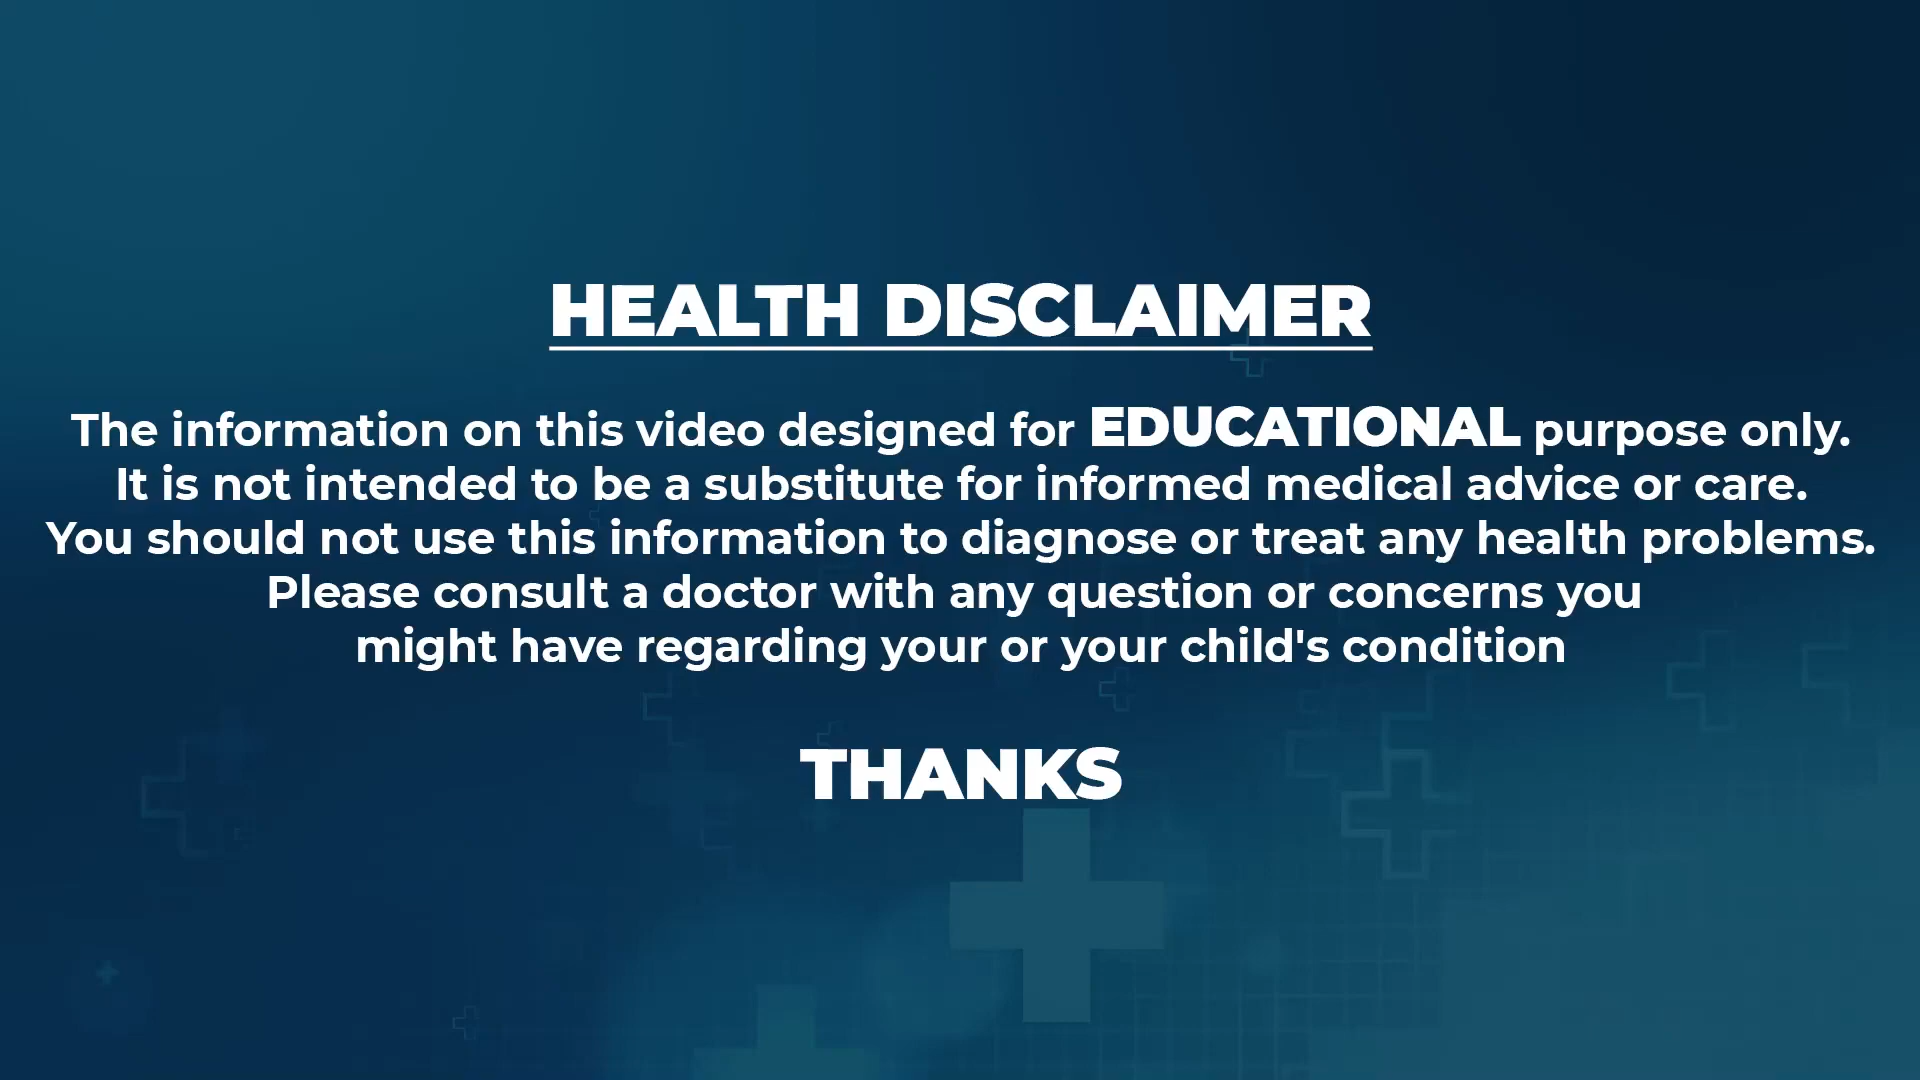 HEALTH DISCLAIMER
The information on this video designed for EDUCATIONAL purpose only.
It is not intended to be a substitute for informed medical advice or care.
You should not use this information to diagnose or treat any health problems.
Please consult a doctor with any question or concerns you
might have regarding your or your child's condition
THANKS